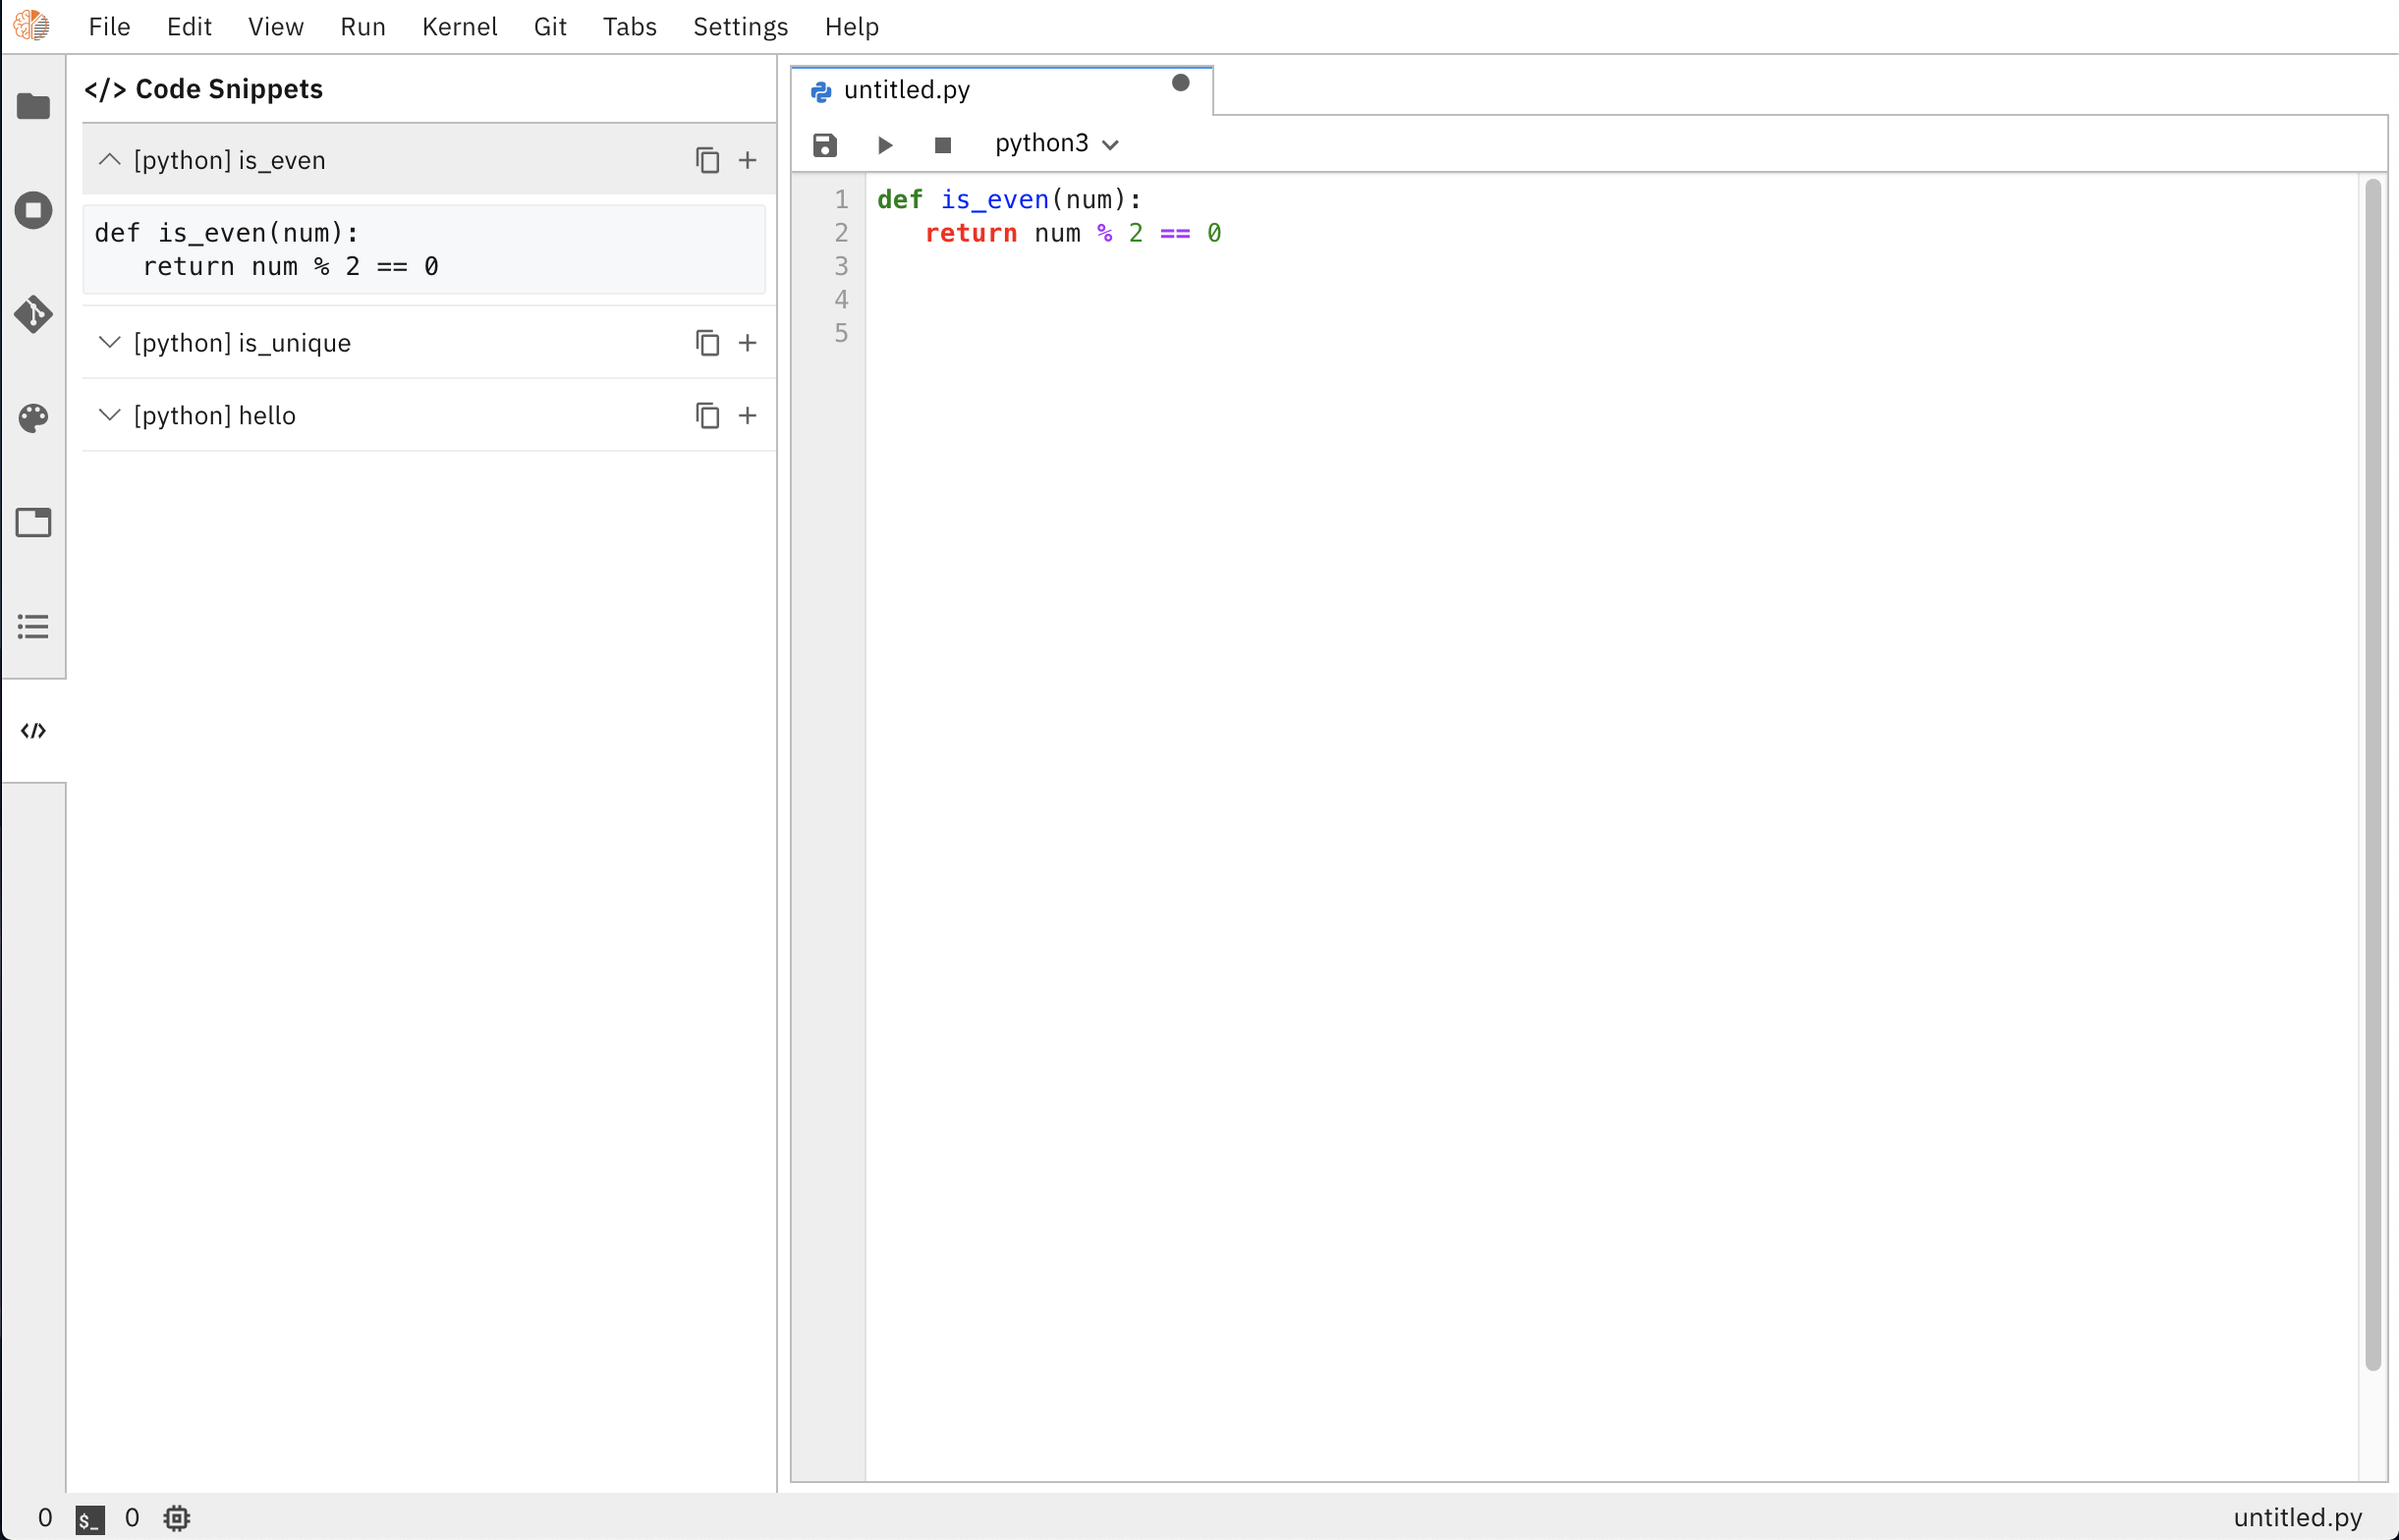 File Edit View Run Kernel Git Tabs Settings Help
</> Code Snippets
[python] is_even
def is_even(num):
   return num % 2 == 0
[python] is_unique
[python] hello
</>
untitled.py
python3
1 def is_even(num):
2    return num % 2 == 0
3
4
5
0 $_ 0
untitled.py